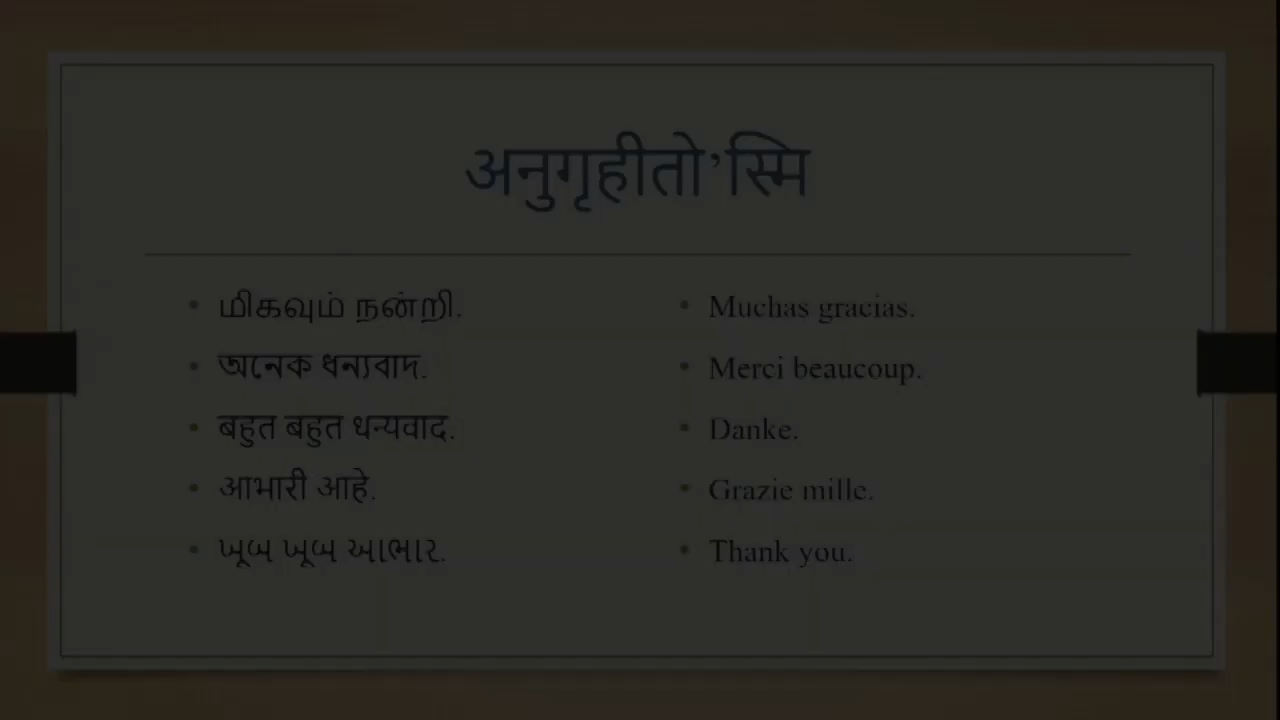 अनुगृहीतो’स्मि
மிகவும் நன்றி.
অনেক ধন্যবাদ.
बहुत बहुत धन्यवाद.
आभारी आहे.
ખૂબ ખૂબ આભાર.
Muchas gracias.
Merci beaucoup.
Danke.
Grazie mille.
Thank you.